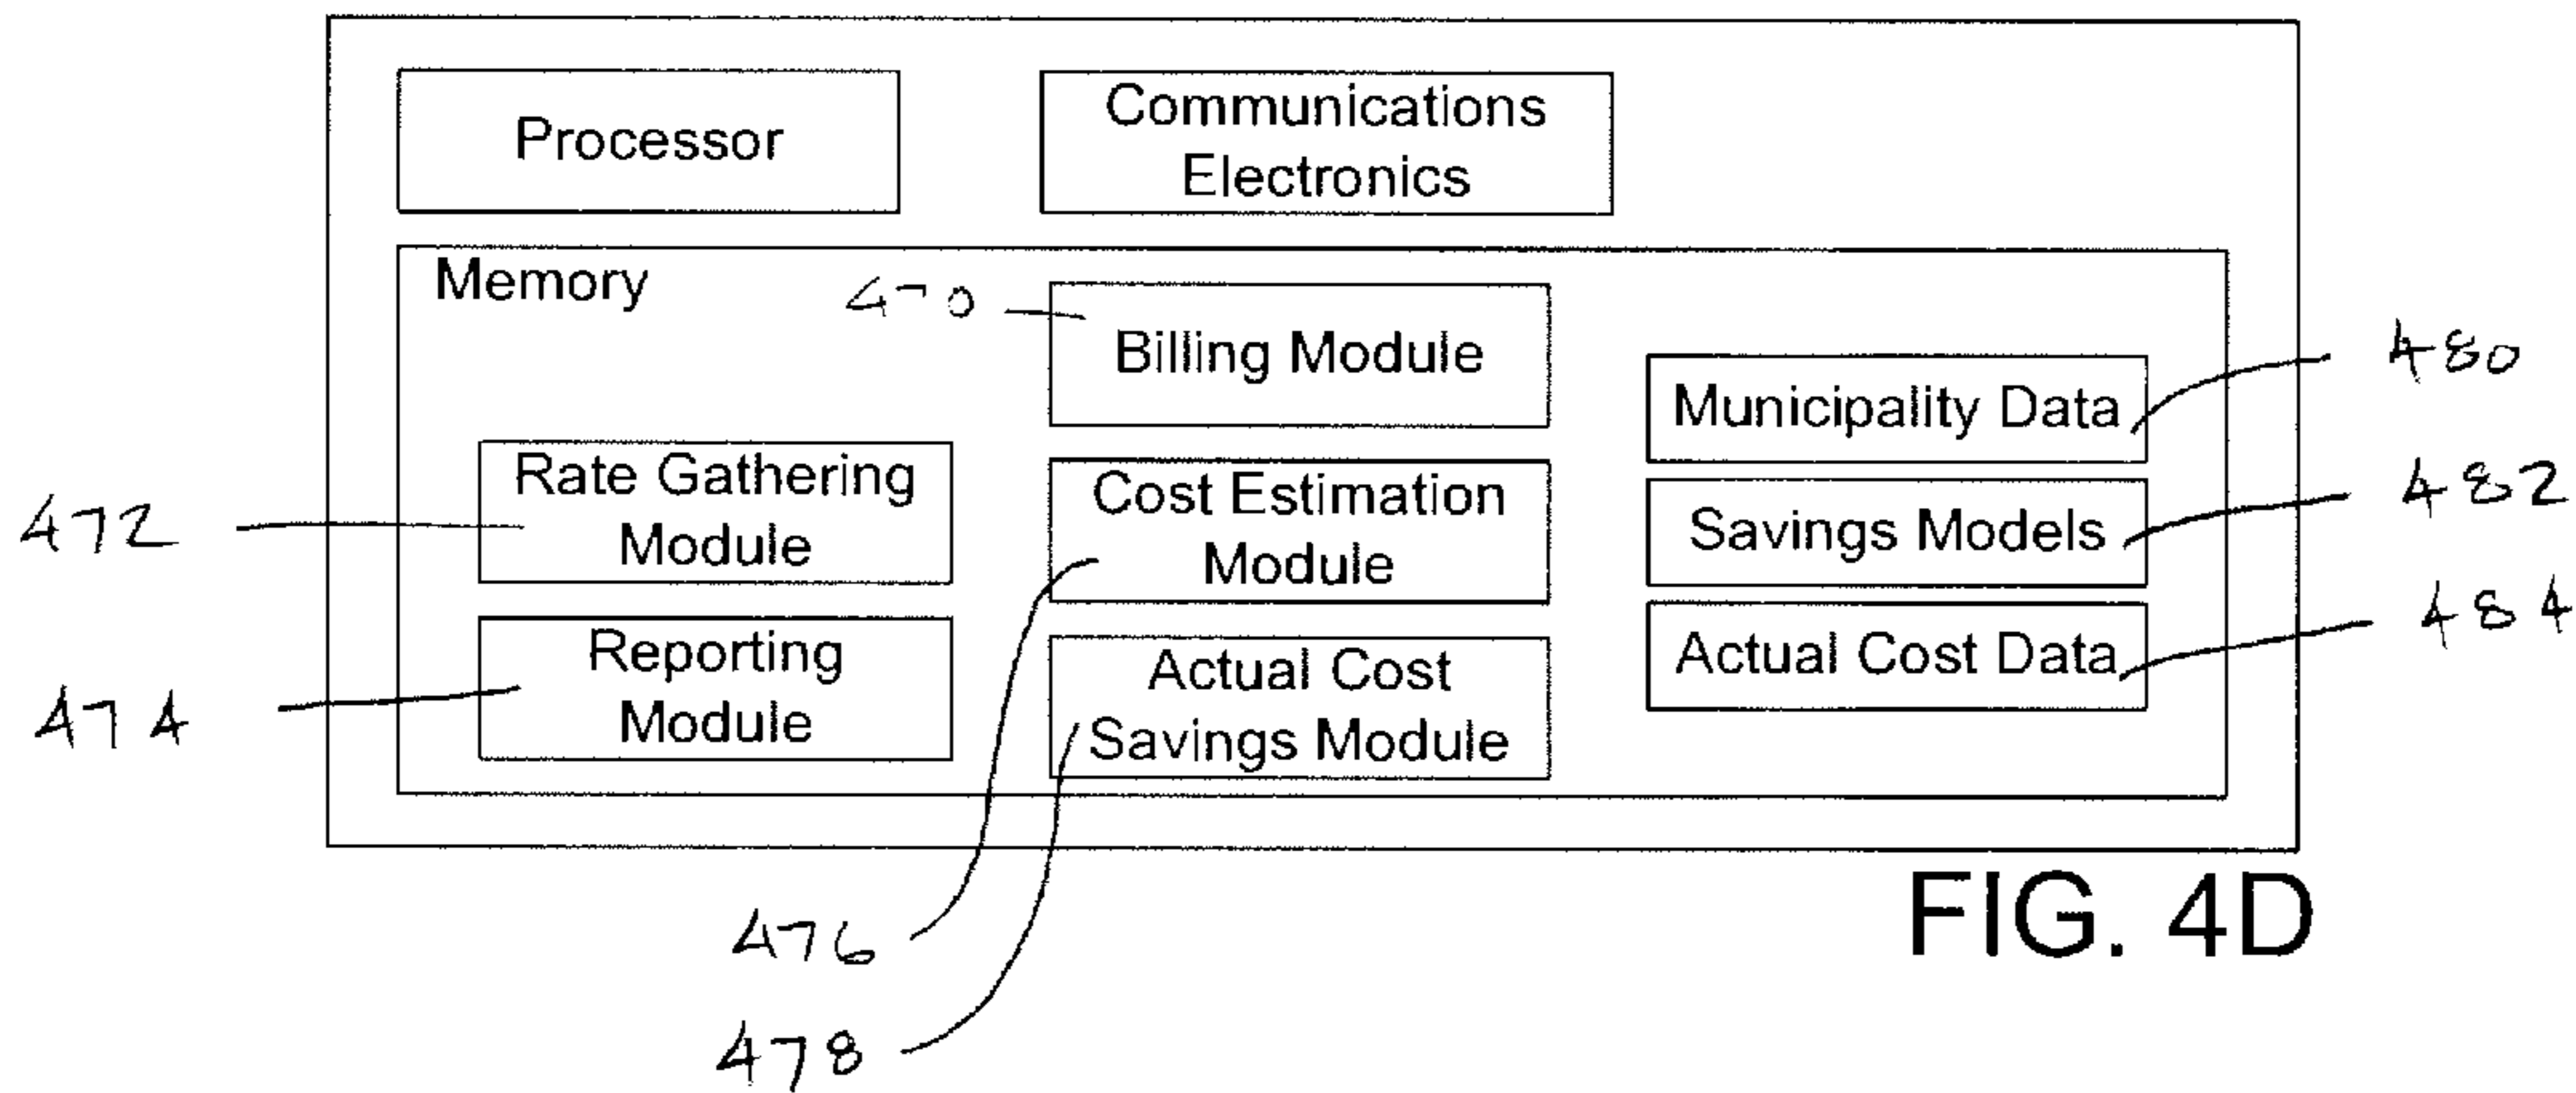 Processor
Communications
Electronics
Memory
470
Billing Module
480
Municipality Data
472
Rate Gathering
Module
Cost Estimation
Module
482
Savings Models
474
Reporting
Module
Actual Cost
Savings Module
484
Actual Cost Data
476
478
FIG. 4D